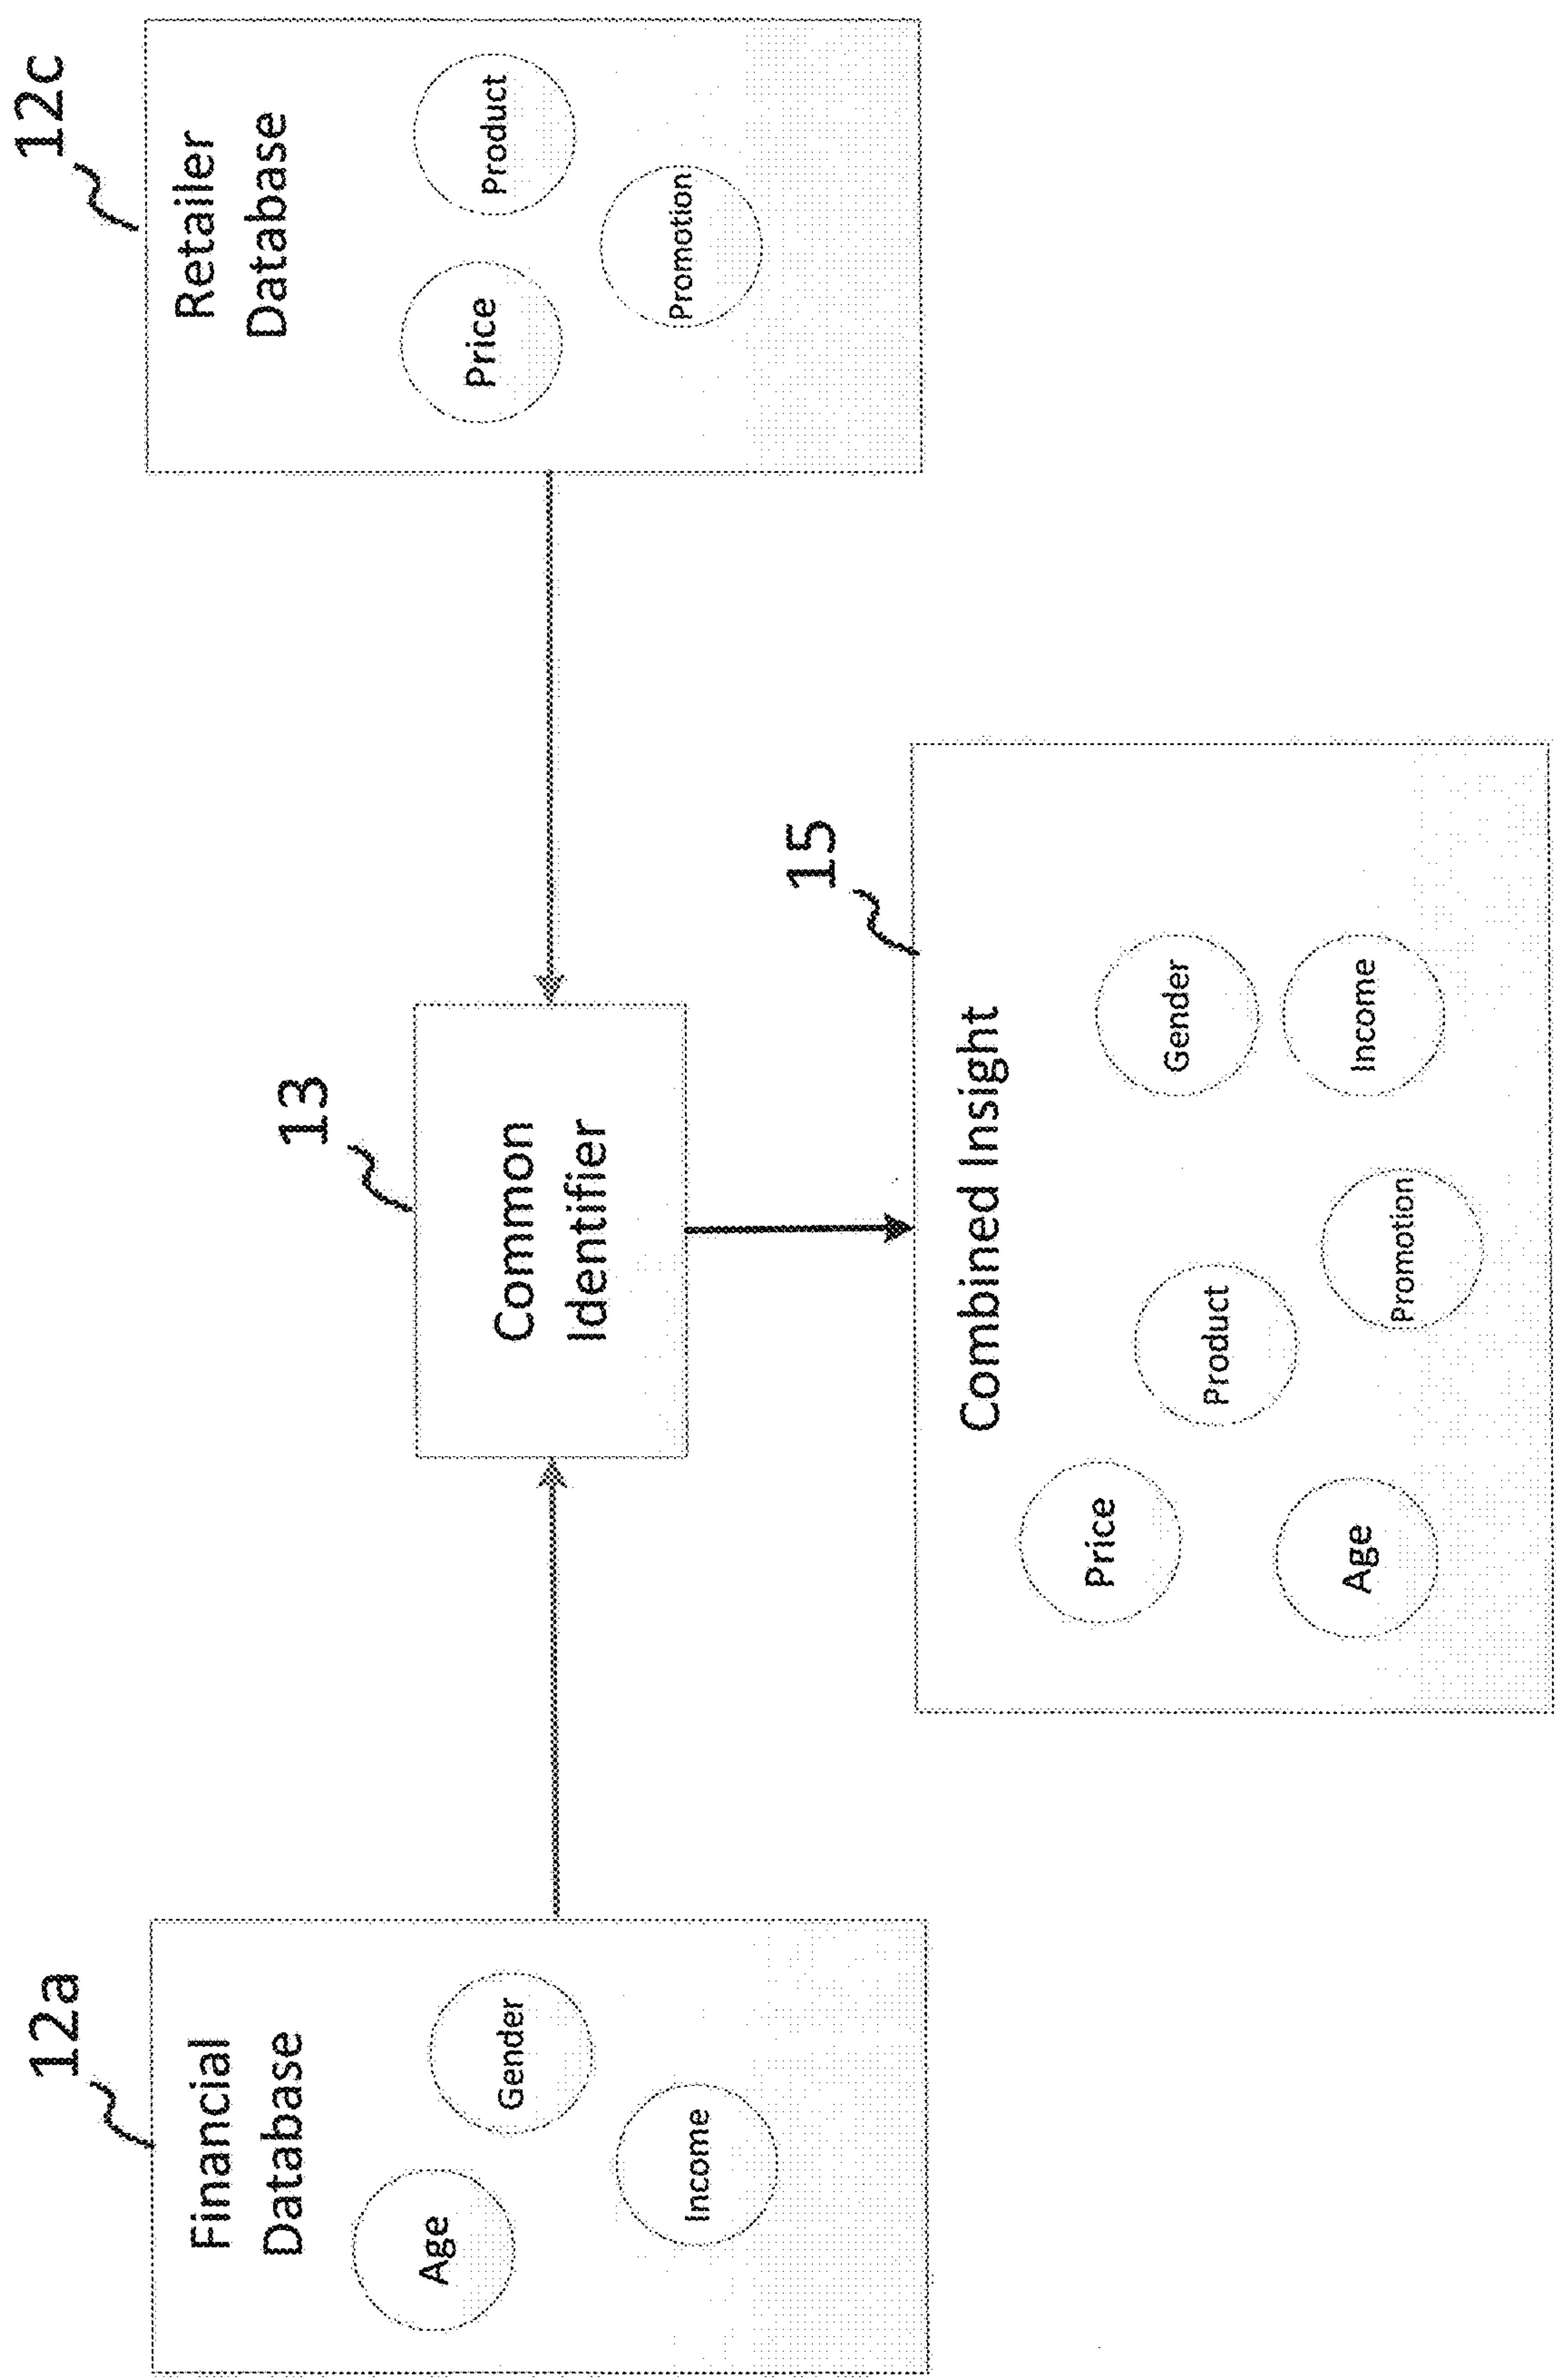 12a
Financial
Database
Age
Gender
Income
13
Common
Identifier
12c
Retailer
Database
Price
Product
Promotion
15
Combined Insight
Price
Product
Gender
Age
Promotion
Income